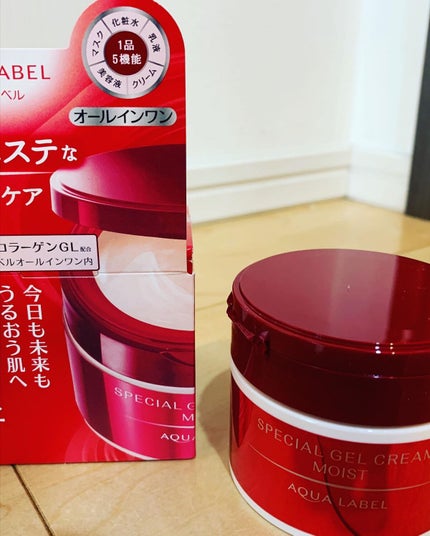 化粧水
乳液
クリーム
美容液
マスク
1品
5機能
LABEL
ベル
オールインワン
ステな
ケア
コラーゲンGL配合
ベルオールインワン内
今日も未来も
うるおう肌へ
SPECIAL GE
MOIST
AQUA LABEL
SPECIAL GEL CREAM
MOIST
AQUA LABEL